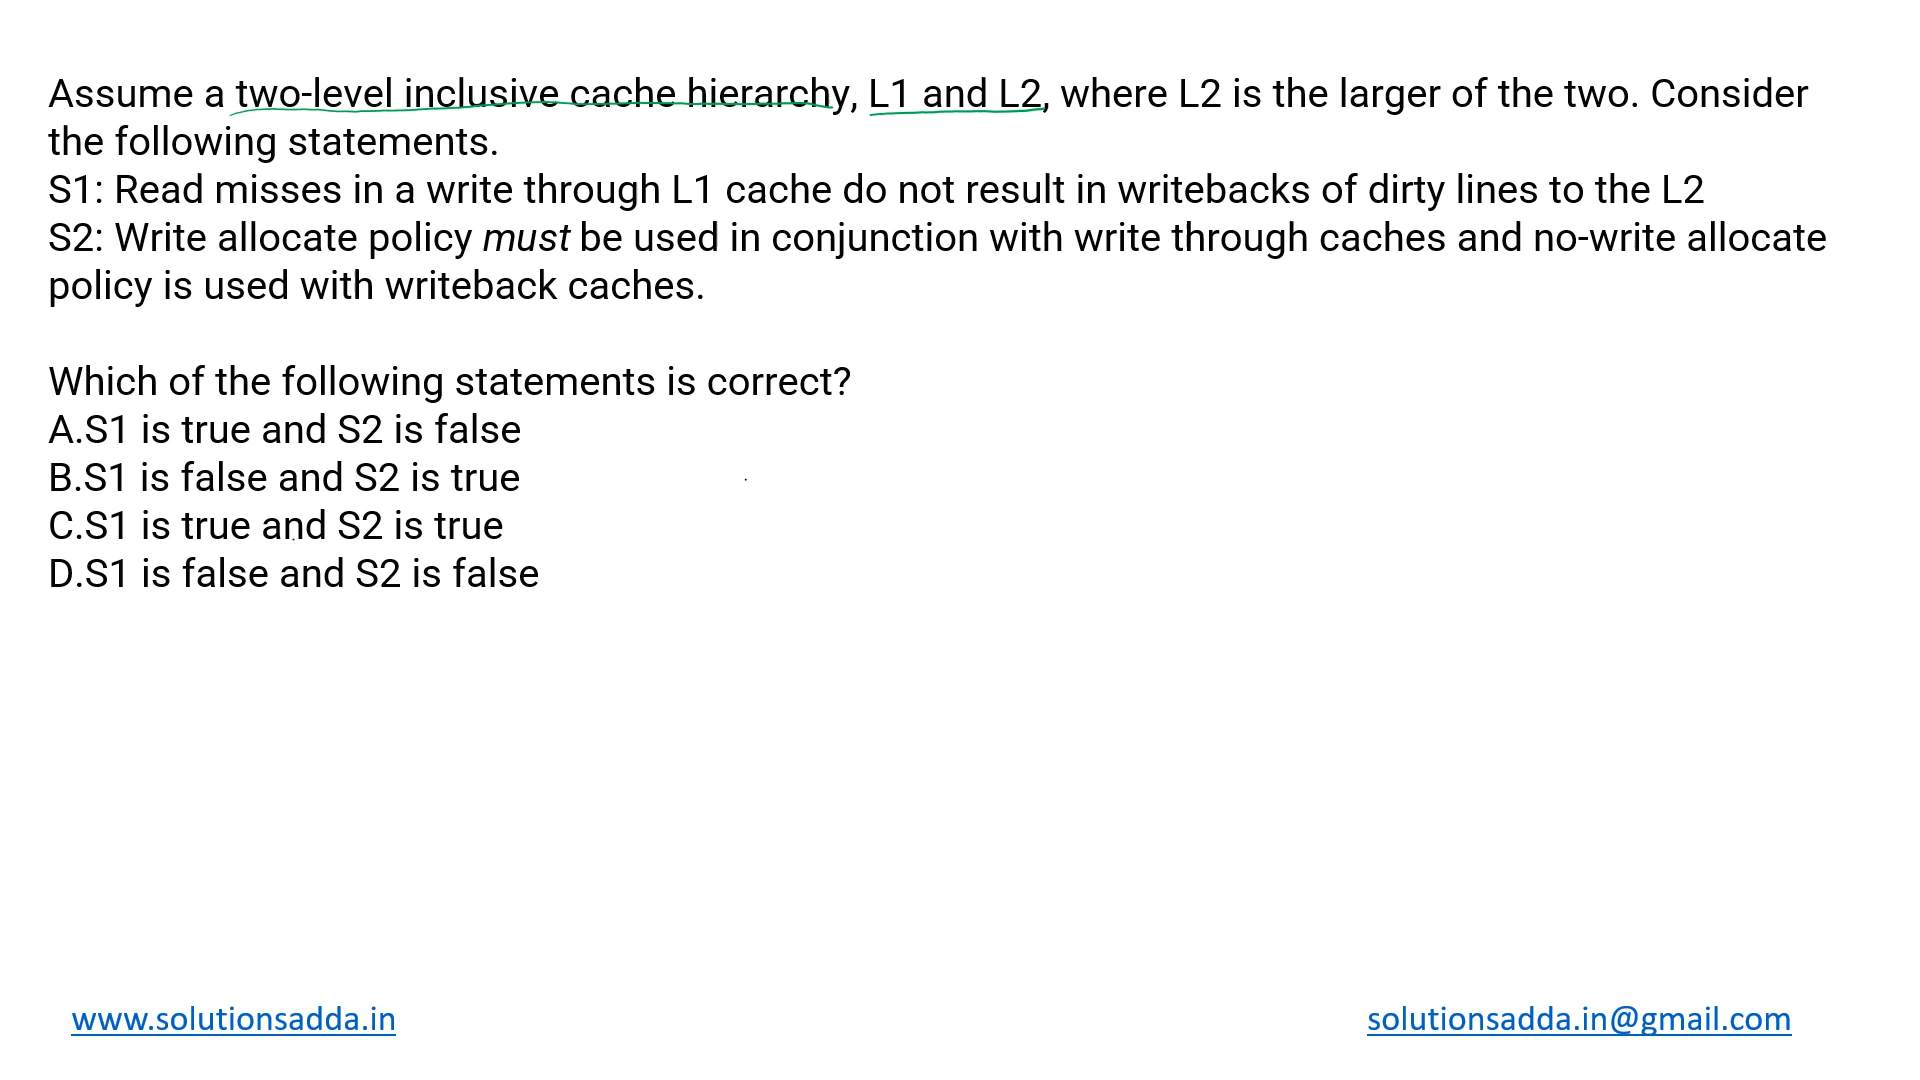 Assume a two-level inclusive cache hierarchy, L1 and L2, where L2 is the larger of the two. Consider
the following statements.
S1: Read misses in a write through L1 cache do not result in writebacks of dirty lines to the L2
S2: Write allocate policy must be used in conjunction with write through caches and no-write allocate
policy is used with writeback caches.
Which of the following statements is correct?
A.S1 is true and S2 is false
B.S1 is false and S2 is true
C.S1 is true and S2 is true
D.S1 is false and S2 is false
www.solutionsadda.in
solutionsadda.in@gmail.com